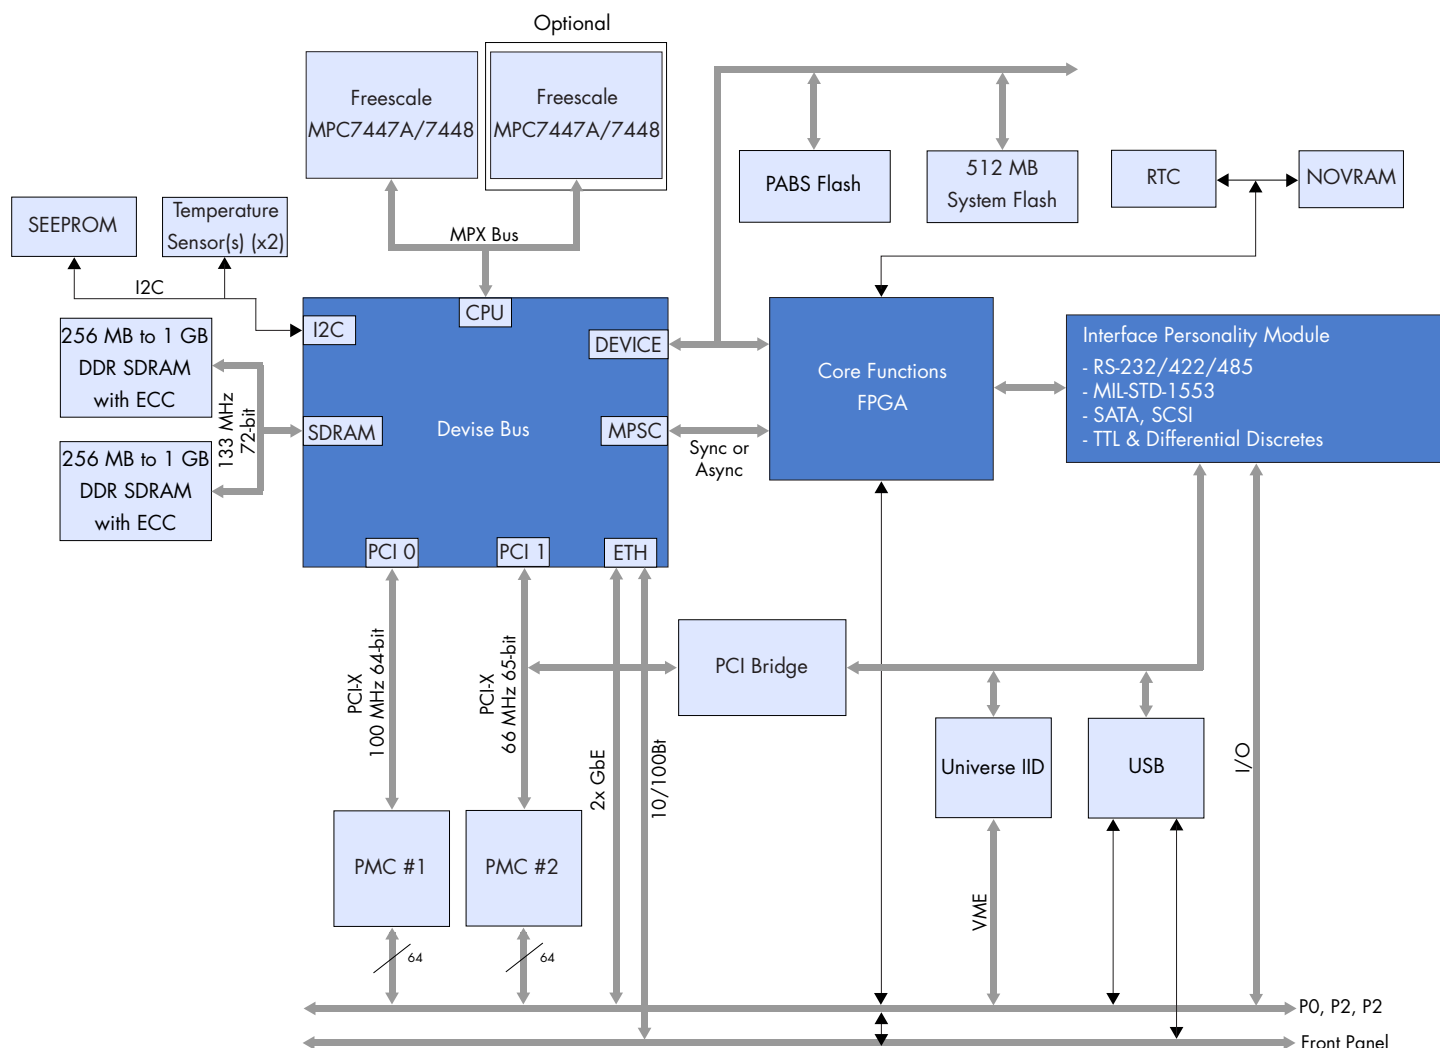 Optional
Freescale
MPC7447A/7448
Freescale
MPC7447A/7448
PABS Flash
512 MB
System Flash
RTC
NOVRAM
SEEPROM
Temperature
Sensor(s) (x2)
MPX Bus
I2C
CPU
I2C
DEVICE
256 MB to 1 GB
DDR SDRAM
with ECC
133 MHz
72-bit
SDRAM
Devise Bus
MPSC
Sync or
Async
Core Functions
FPGA
Interface Personality Module
- RS-232/422/485
- MIL-STD-1553
- SATA, SCSI
- TTL & Differential Discretes
256 MB to 1 GB
DDR SDRAM
with ECC
PCI 0
PCI 1
ETH
PCI-X
100 MHz 64-bit
PCI-X
66 MHz 65-bit
2x GbE
10/100Bt
PCI Bridge
Universe IID
USB
I/O
PMC #1
PMC #2
VME
64
64
P0, P2, P2
Front Panel